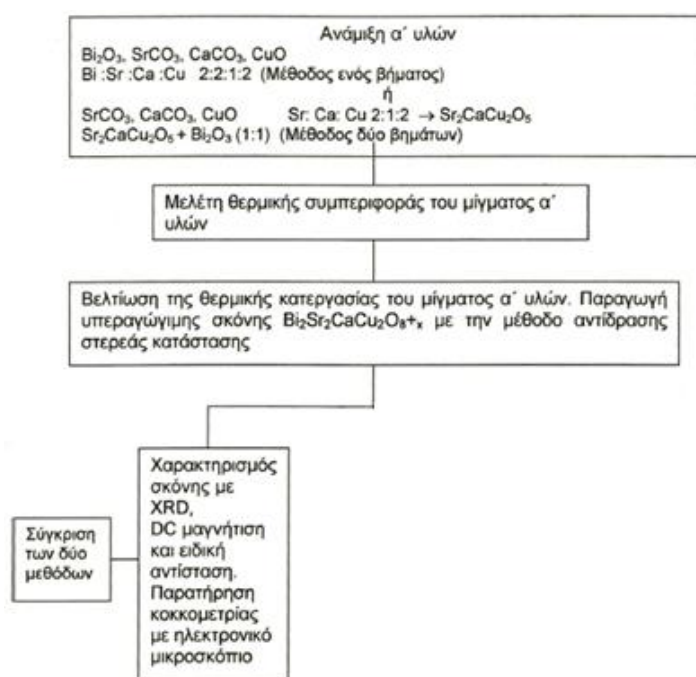 Ανάμιξη α΄ υλών
Bi₂O₃, SrCO₃, CaCO₃, CuO
Bi :Sr :Ca :Cu 2:2:1:2 (Μέθοδος ενός βήματος)
ή
SrCO₃, CaCO₃, CuO Sr: Ca: Cu 2:1:2 → Sr₂CaCu₂O₅
Sr₂CaCu₂O₅ + Bi₂O₃ (1:1) (Μέθοδος δύο βημάτων)
Μελέτη θερμικής συμπεριφοράς του μίγματος α΄
υλών
Βελτίωση της θερμικής κατεργασίας του μίγματος α΄ υλών. Παραγωγή
υπεραγώγιμης σκόνης Bi₂Sr₂CaCu₂O₈+ₓ με την μέθοδο αντίδρασης
στερεάς κατάστασης
Χαρακτηρισμός
σκόνης με
XRD,
DC μαγνήτιση
και ειδική
αντίσταση.
Παρατήρηση
κοκκομετρίας
με ηλεκτρονικό
μικροσκόπιο
Σύγκριση
των δύο
μεθόδων